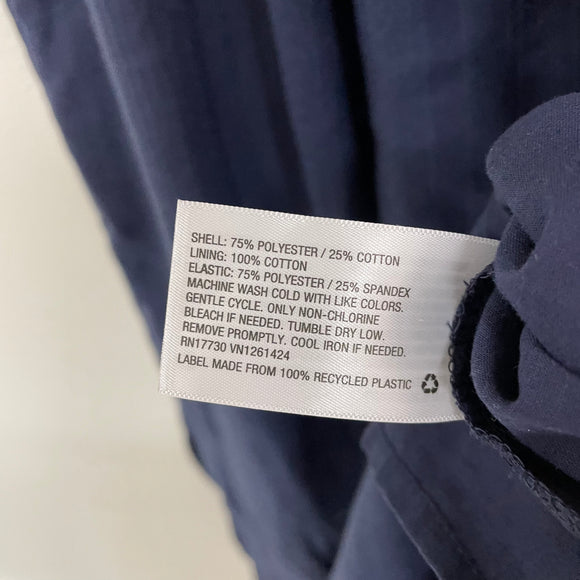 SHELL: 75% POLYESTER / 25% COTTON
LINING: 100% COTTON
ELASTIC: 75% POLYESTER / 25% SPANDEX
MACHINE WASH COLD WITH LIKE COLORS.
GENTLE CYCLE. ONLY NON-CHLORINE
BLEACH IF NEEDED. TUMBLE DRY LOW.
REMOVE PROMPTLY. COOL IRON IF NEEDED.
RN17730 VN1261424
LABEL MADE FROM 100% RECYCLED PLASTIC